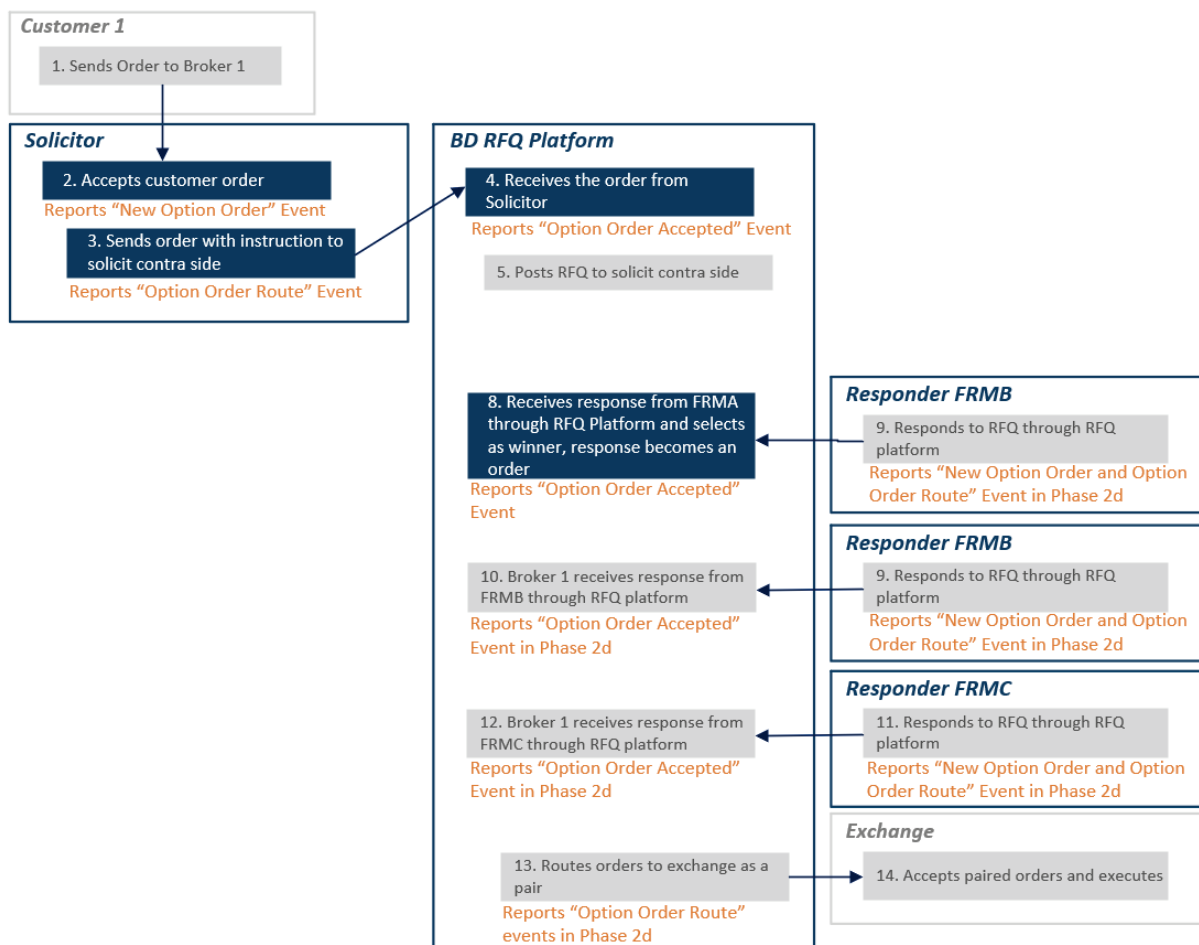 Customer 1
1. Sends Order to Broker 1
Solicitor
2. Accepts customer order
Reports “New Option Order” Event
3. Sends order with instruction to
solicit contra side
Reports “Option Order Route” Event
BD RFQ Platform
4. Receives the order from
Solicitor
Reports “Option Order Accepted” Event
5. Posts RFQ to solicit contra side
8. Receives response from FRMA
through RFQ Platform and selects
as winner, response becomes an
order
Reports “Option Order Accepted”
Event
Responder FRMB
9. Responds to RFQ through RFQ
platform
Reports “New Option Order and Option
Order Route” Event in Phase 2d
10. Broker 1 receives response from
FRMB through RFQ platform
Reports “Option Order Accepted”
Event in Phase 2d
Responder FRMB
9. Responds to RFQ through RFQ
platform
Reports “New Option Order and Option
Order Route” Event in Phase 2d
12. Broker 1 receives response from
FRMC through RFQ platform
Reports “Option Order Accepted”
Event in Phase 2d
Responder FRMC
11. Responds to RFQ through RFQ
platform
Reports “New Option Order and Option
Order Route” Event in Phase 2d
13. Routes orders to exchange as a
pair
Reports “Option Order Route”
events in Phase 2d
Exchange
14. Accepts paired orders and executes